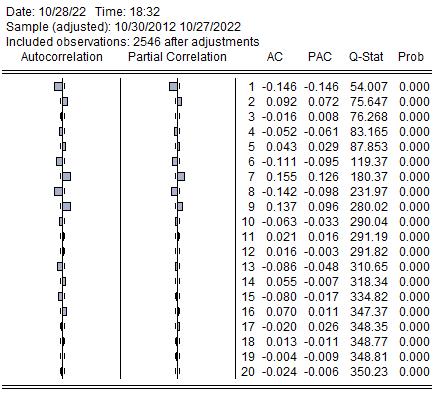 Date: 10/28/22 Time: 18:32
Sample (adjusted): 10/30/2012 10/27/2022
Included observations: 2546 after adjustments
Autocorrelation Partial Correlation AC PAC Q-Stat Prob
1 -0.146 -0.146 54.007 0.000
2 0.092 0.072 75.647 0.000
3 -0.016 0.008 76.268 0.000
4 -0.052 -0.061 83.165 0.000
5 0.043 0.029 87.853 0.000
6 -0.111 -0.095 119.37 0.000
7 0.155 0.126 180.37 0.000
8 -0.142 -0.098 231.97 0.000
9 0.137 0.096 280.02 0.000
10 -0.063 -0.033 290.04 0.000
11 0.021 0.016 291.19 0.000
12 0.016 -0.003 291.82 0.000
13 -0.086 -0.048 310.65 0.000
14 0.055 -0.007 318.34 0.000
15 -0.080 -0.017 334.82 0.000
16 0.070 0.011 347.37 0.000
17 -0.020 0.026 348.35 0.000
18 0.013 -0.011 348.77 0.000
19 -0.004 -0.009 348.81 0.000
20 -0.024 -0.006 350.23 0.000